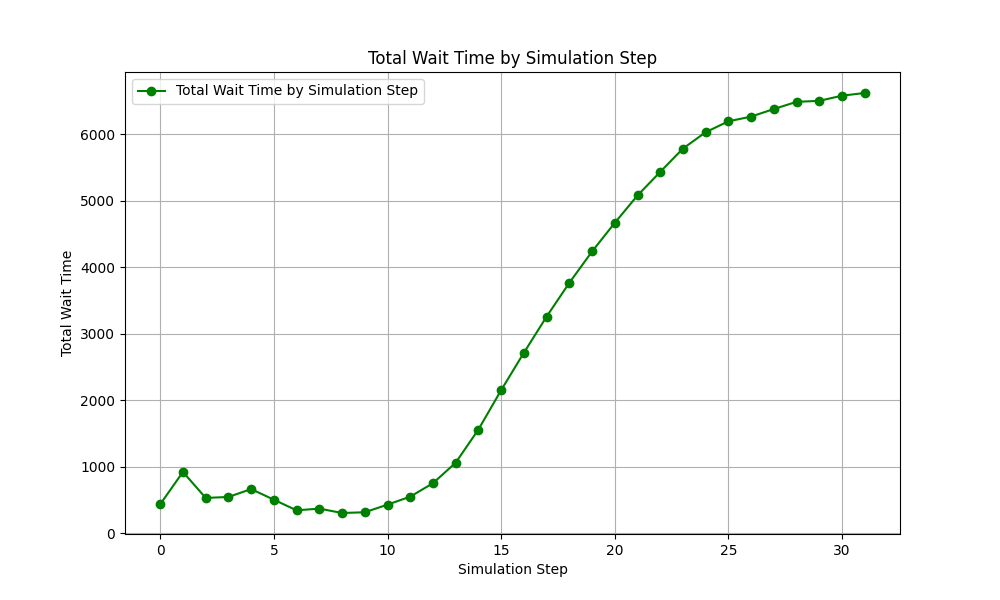 Total Wait Time by Simulation Step
Total Wait Time by Simulation Step
Total Wait Time
6000
5000
4000
3000
2000
1000
0
0 5 10 15 20 25 30
Simulation Step